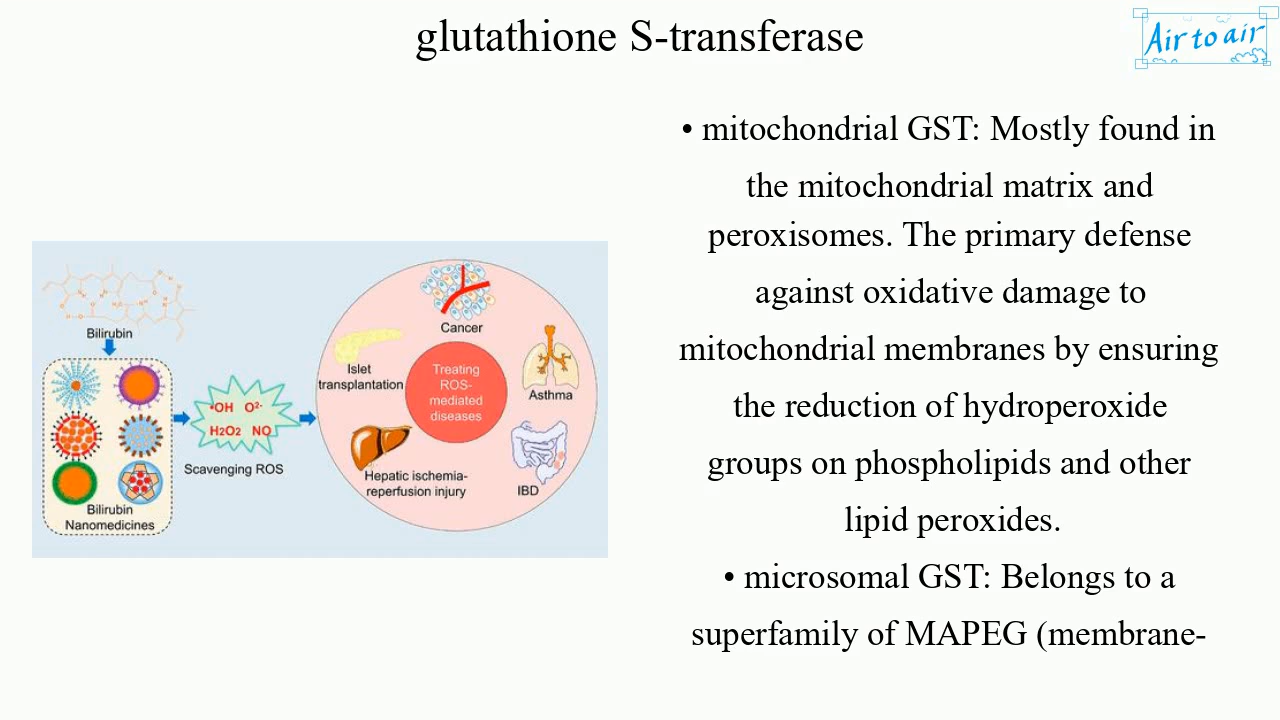 glutathione S-transferase
Air to air
• mitochondrial GST: Mostly found in
the mitochondrial matrix and
peroxisomes. The primary defense
against oxidative damage to
mitochondrial membranes by ensuring
the reduction of hydroperoxide
groups on phospholipids and other
lipid peroxides.
• microsomal GST: Belongs to a
superfamily of MAPEG (membrane-
Bilirubin
Bilirubin
Nanomedicines
•OH O²⁻
H₂O₂ NO
Scavenging ROS
Cancer
Islet
transplantation
Treating
ROS-
mediated
diseases
Asthma
Hepatic ischemia-
reperfusion injury
IBD